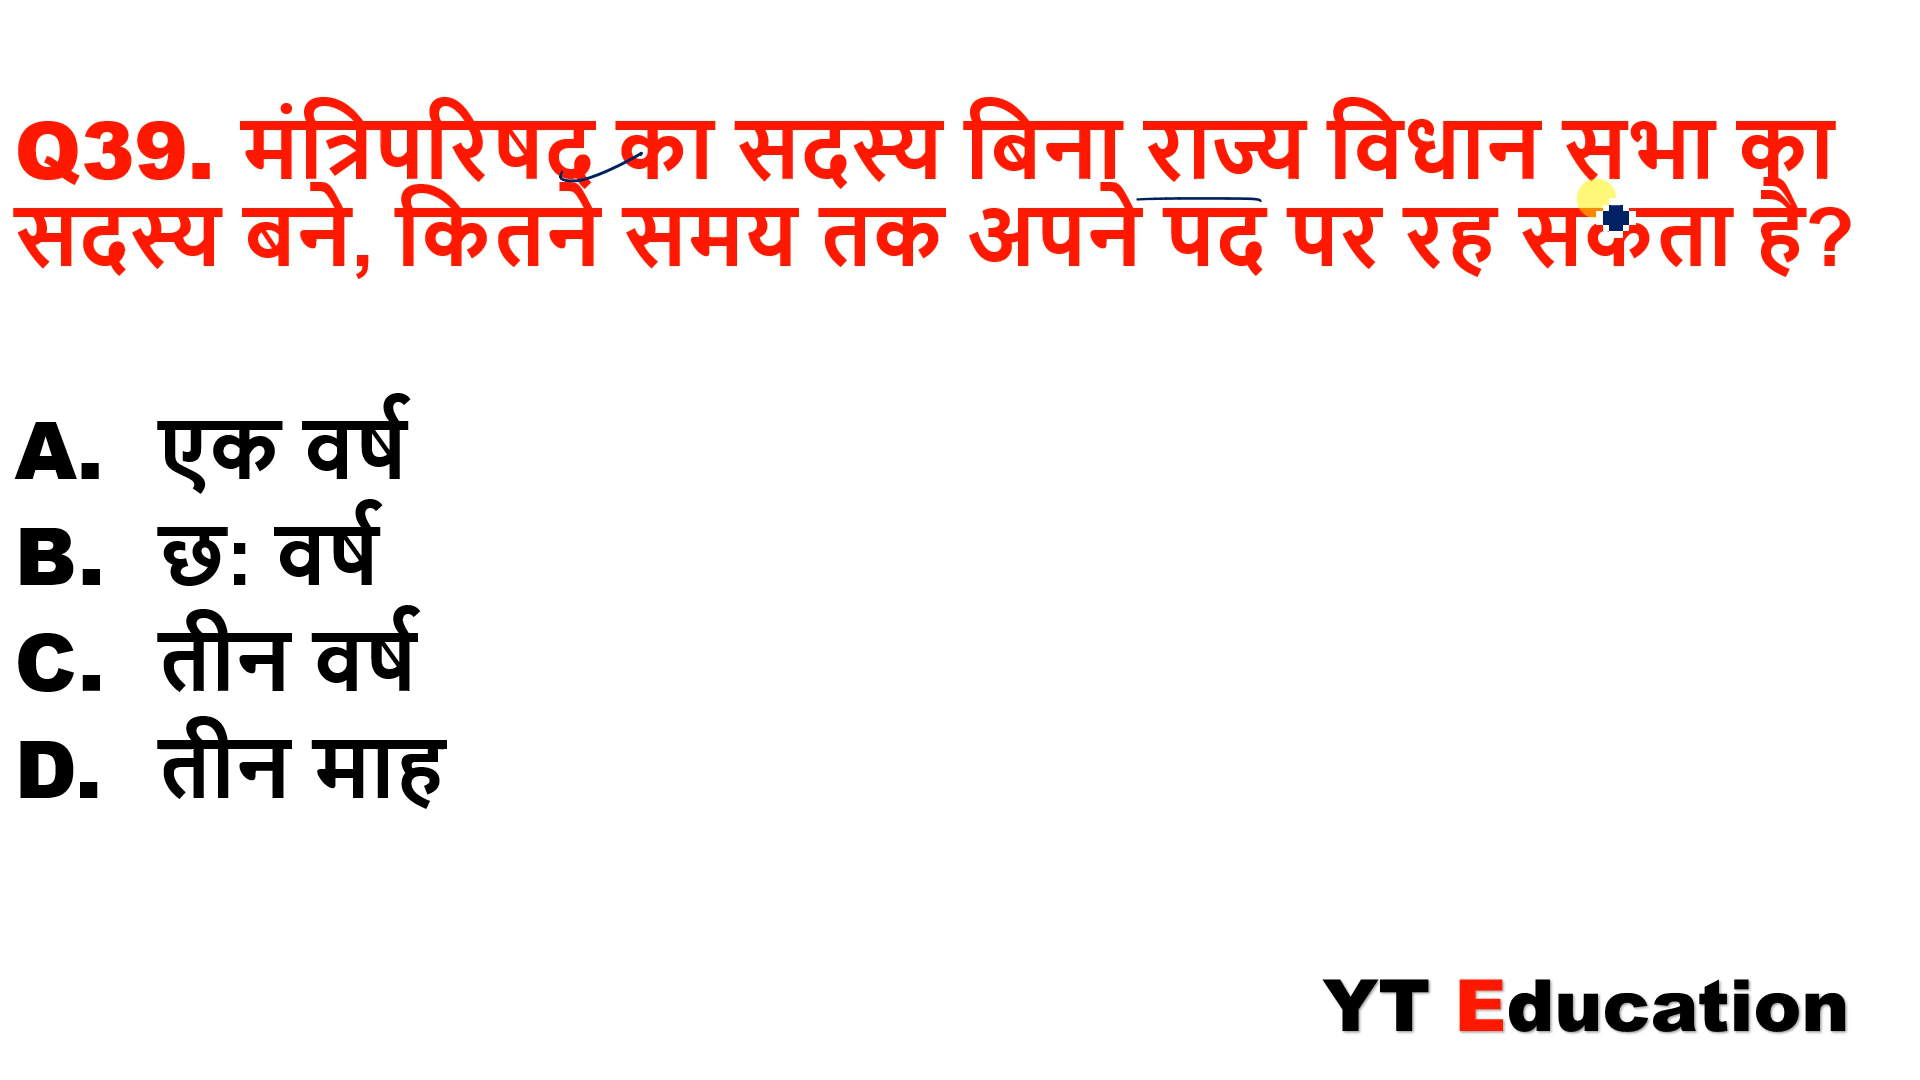 Q39. मंत्रिपरिषद का सदस्य बिना राज्य विधान सभा का
सदस्य बने, कितने समय तक अपने पद पर रह सकता है?
A. एक वर्ष
B. छ: वर्ष
C. तीन वर्ष
D. तीन माह
YT Education